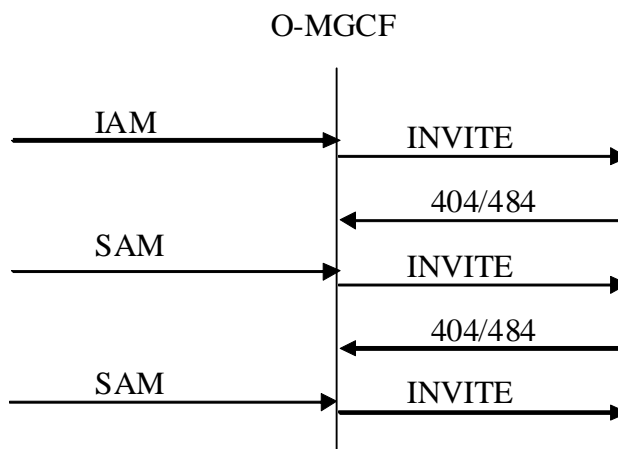 O-MGCF
IAM
INVITE
404/484
SAM
INVITE
404/484
SAM
INVITE